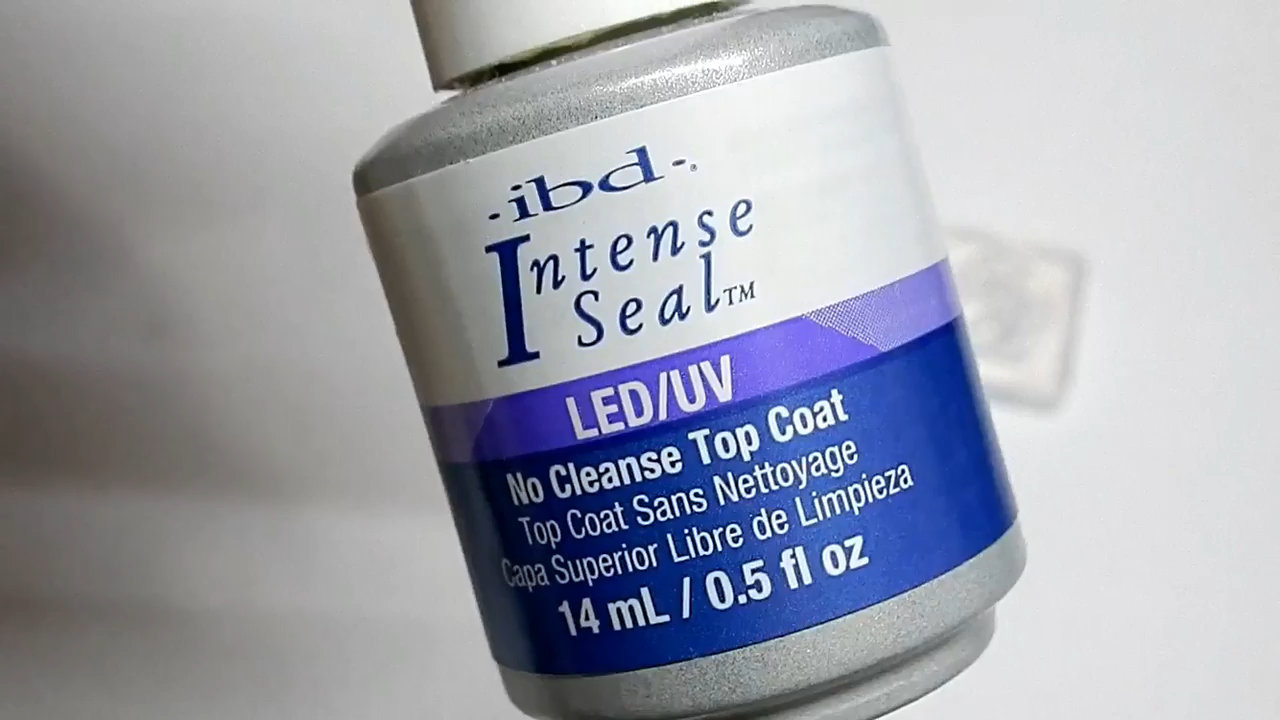 ·ibd·®
Intense
Seal™
LED/UV
No Cleanse Top Coat
Top Coat Sans Nettoyage
Capa Superior Libre de Limpieza
14 mL / 0.5 fl oz